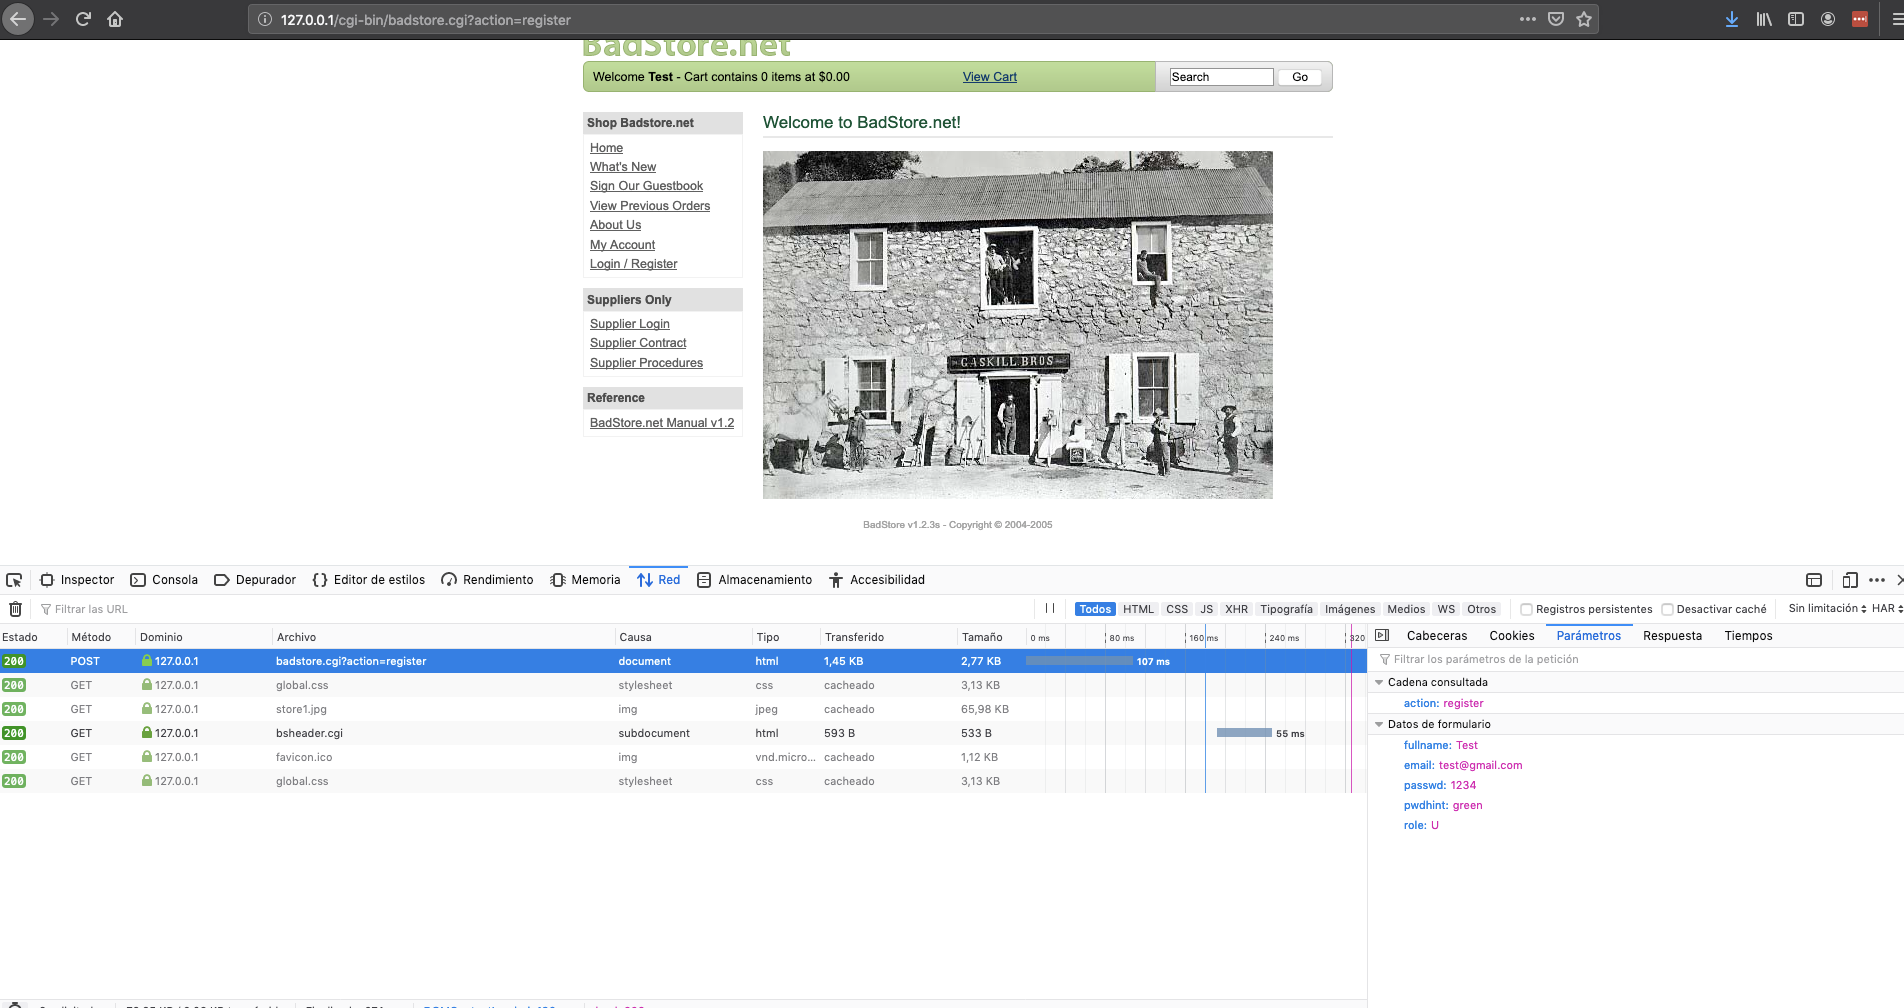 127.0.0.1/cgi-bin/badstore.cgi?action=register
BadStore.net
Welcome Test - Cart contains 0 items at $0.00 View Cart Search Go
Shop Badstore.net
Home
What's New
Sign Our Guestbook
View Previous Orders
About Us
My Account
Login / Register
Suppliers Only
Supplier Login
Supplier Contract
Supplier Procedures
Reference
BadStore.net Manual v1.2
Welcome to BadStore.net!
GASKILL BROS
BadStore v1.2.3s - Copyright © 2004-2005
Inspector Consola Depurador Editor de estilos Rendimiento Memoria Red Almacenamiento Accesibilidad
Filtrar las URL Todos HTML CSS JS XHR Tipografía Imágenes Medios WS Otros Registros persistentes Desactivar caché Sin limitación HAR
Estado Método Dominio Archivo Causa Tipo Transferido Tamaño 0 ms 80 ms 160 ms 240 ms 320
200 POST 127.0.0.1 badstore.cgi?action=register document html 1,45 KB 2,77 KB 107 ms
200 GET 127.0.0.1 global.css stylesheet css cacheado 3,13 KB
200 GET 127.0.0.1 store1.jpg img jpeg cacheado 65,98 KB
200 GET 127.0.0.1 bsheader.cgi subdocument html 593 B 533 B 55 ms
200 GET 127.0.0.1 favicon.ico img vnd.micro... cacheado 1,12 KB
200 GET 127.0.0.1 global.css stylesheet css cacheado 3,13 KB
Cabeceras Cookies Parámetros Respuesta Tiempos
Filtrar los parámetros de la petición
Cadena consultada
action: register
Datos de formulario
fullname: Test
email: test@gmail.com
passwd: 1234
pwdhint: green
role: U